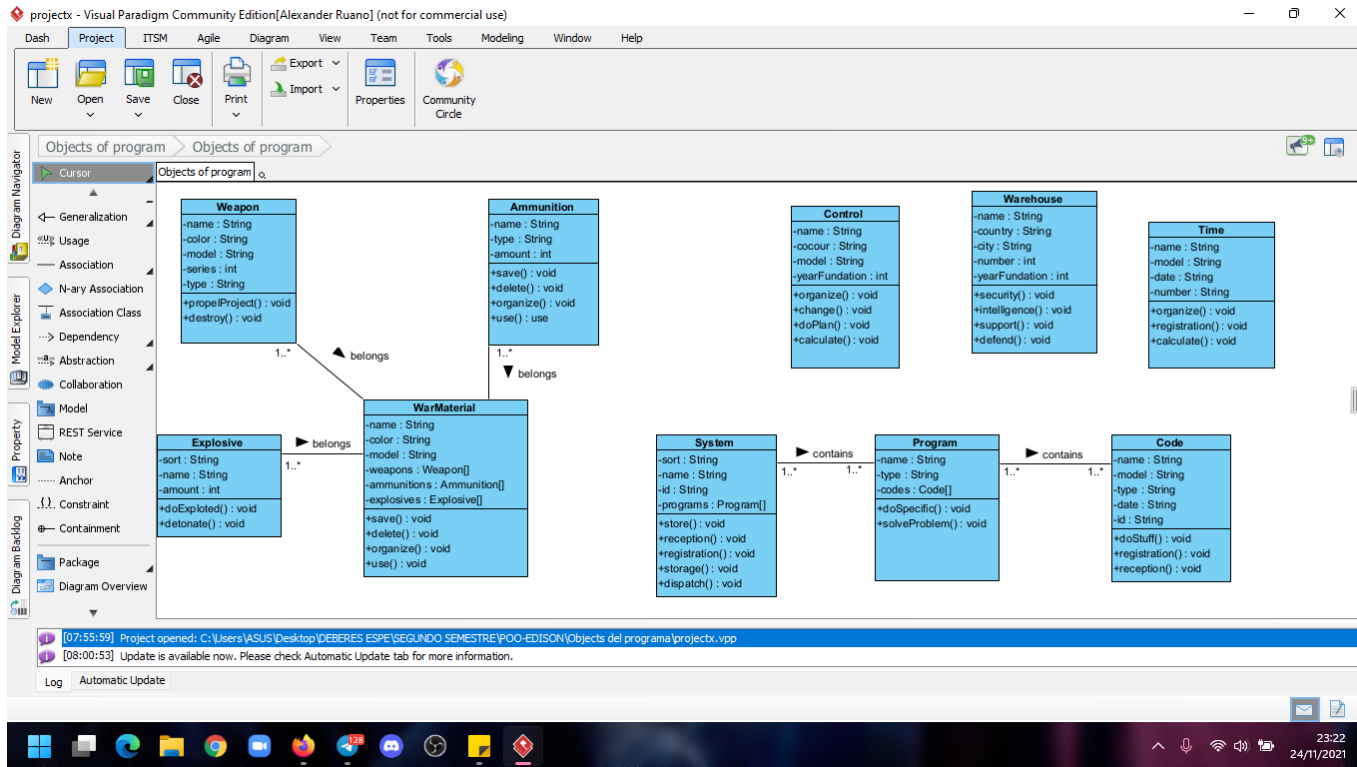 projectx - Visual Paradigm Community Edition[Alexander Ruano] (not for commercial use)
Dash Project ITSM Agile Diagram View Team Tools Modeling Window Help
New Open Save Close Print Export Import Properties Community Circle
Objects of program Objects of program
9+
Diagram Navigator
Model Explorer
Property
Diagram Backlog
Cursor
Generalization
«U» Usage
Association
N-ary Association
Association Class
Dependency
«a» Abstraction
Collaboration
Model
REST Service
Note
Anchor
{.} Constraint
Containment
Package
Diagram Overview
Objects of program
Weapon
-name : String
-color : String
-model : String
-series : int
-type : String
+propelProject() : void
+destroy() : void
1..*
belongs
Ammunition
-name : String
-type : String
-amount : int
+save() : void
+delete() : void
+organize() : void
+use() : use
1..*
belongs
Explosive
-sort : String
-name : String
-amount : int
+doExploted() : void
+detonate() : void
belongs
1..*
WarMaterial
-name : String
-color : String
-model : String
-weapons : Weapon[]
-ammunitions : Ammunition[]
-explosives : Explosive[]
+save() : void
+delete() : void
+organize() : void
+use() : void
Control
-name : String
-cocour : String
-model : String
-yearFundation : int
+organize() : void
+change() : void
+doPlan() : void
+calculate() : void
Warehouse
-name : String
-country : String
-city : String
-number : int
-yearFundation : int
+security() : void
+intelligence() : void
+support() : void
+defend() : void
Time
-name : String
-model : String
-date : String
-number : String
+organize() : void
+registration() : void
+calculate() : void
System
-sort : String
-name : String
-id : String
-programs : Program[]
+store() : void
+reception() : void
+registration() : void
+storage() : void
+dispatch() : void
contains
1..* 1..*
Program
-name : String
-type : String
-codes : Code[]
+doSpecific() : void
+solveProblem() : void
contains
1..* 1..*
Code
-name : String
-model : String
-type : String
-date : String
-id : String
+doStuff() : void
+registration() : void
+reception() : void
[07:55:59] Project opened: C:\Users\ASUS\Desktop\DEBERES ESPE\SEGUNDO SEMESTRE\POO-EDISON\Objects del programa\projectx.vpp
[08:00:53] Update is available now. Please check Automatic Update tab for more information.
Log Automatic Update
128
23:22
24/11/2021